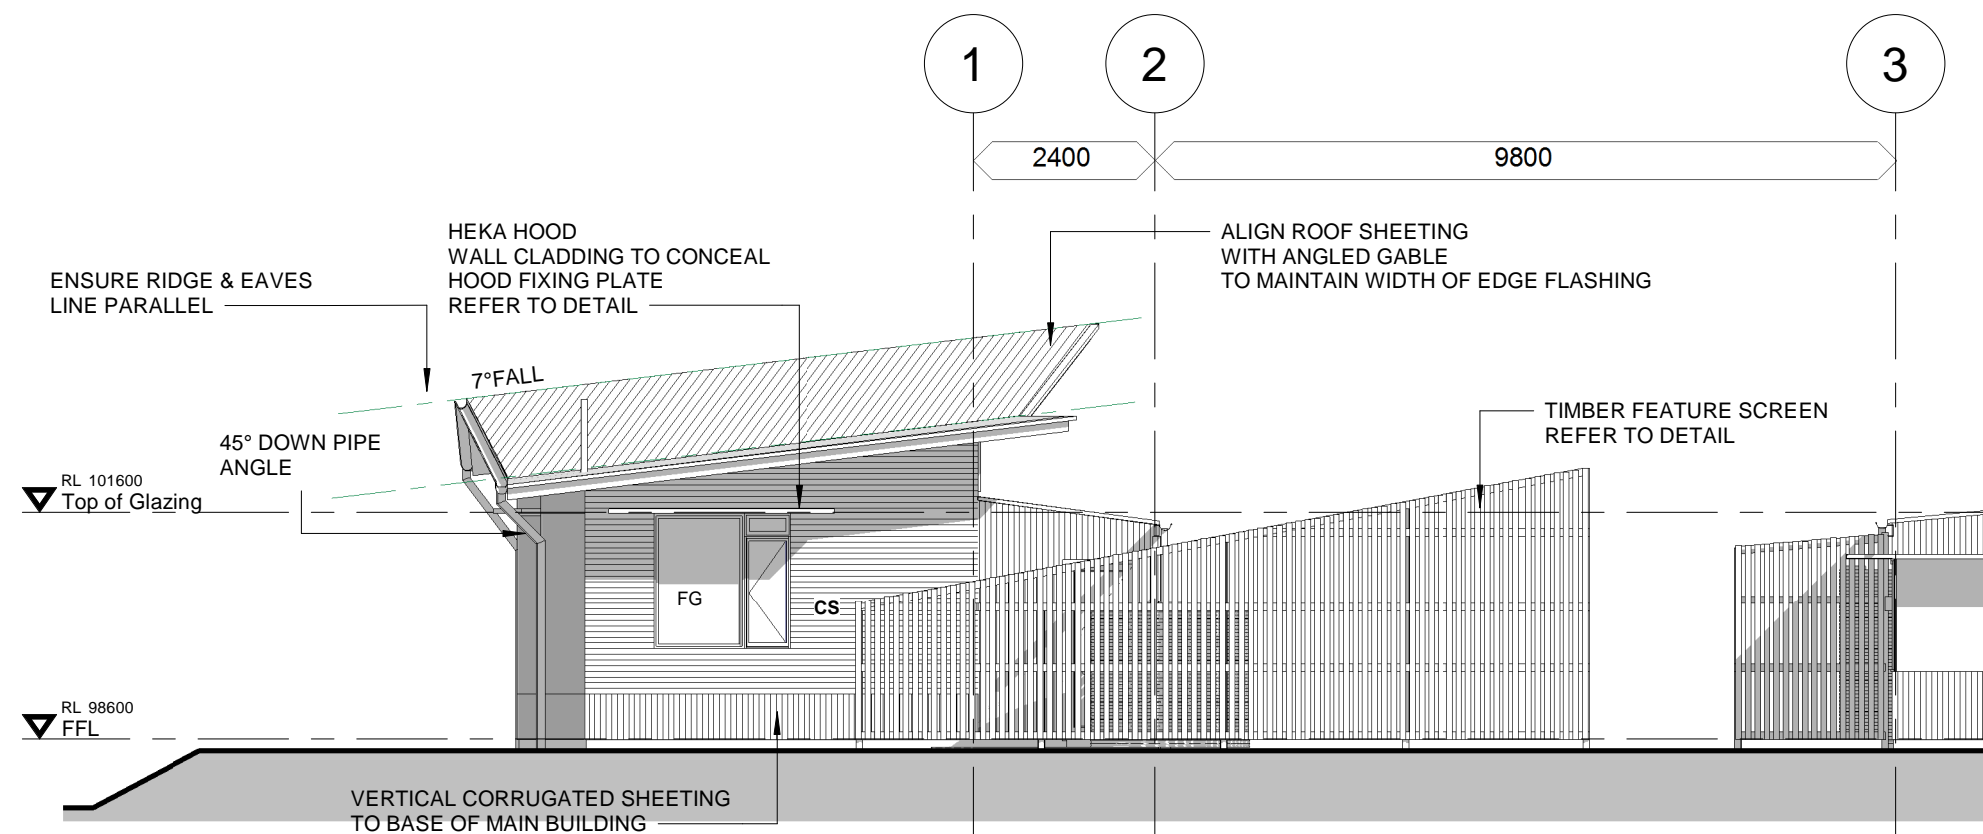 1
2
3
2400
9800
HEKA HOOD
WALL CLADDING TO CONCEAL
HOOD FIXING PLATE
REFER TO DETAIL
ALIGN ROOF SHEETING
WITH ANGLED GABLE
TO MAINTAIN WIDTH OF EDGE FLASHING
ENSURE RIDGE & EAVES
LINE PARALLEL
7°FALL
TIMBER FEATURE SCREEN
REFER TO DETAIL
45° DOWN PIPE
ANGLE
RL 101600
Top of Glazing
FG
CS
RL 98600
FFL
VERTICAL CORRUGATED SHEETING
TO BASE OF MAIN BUILDING